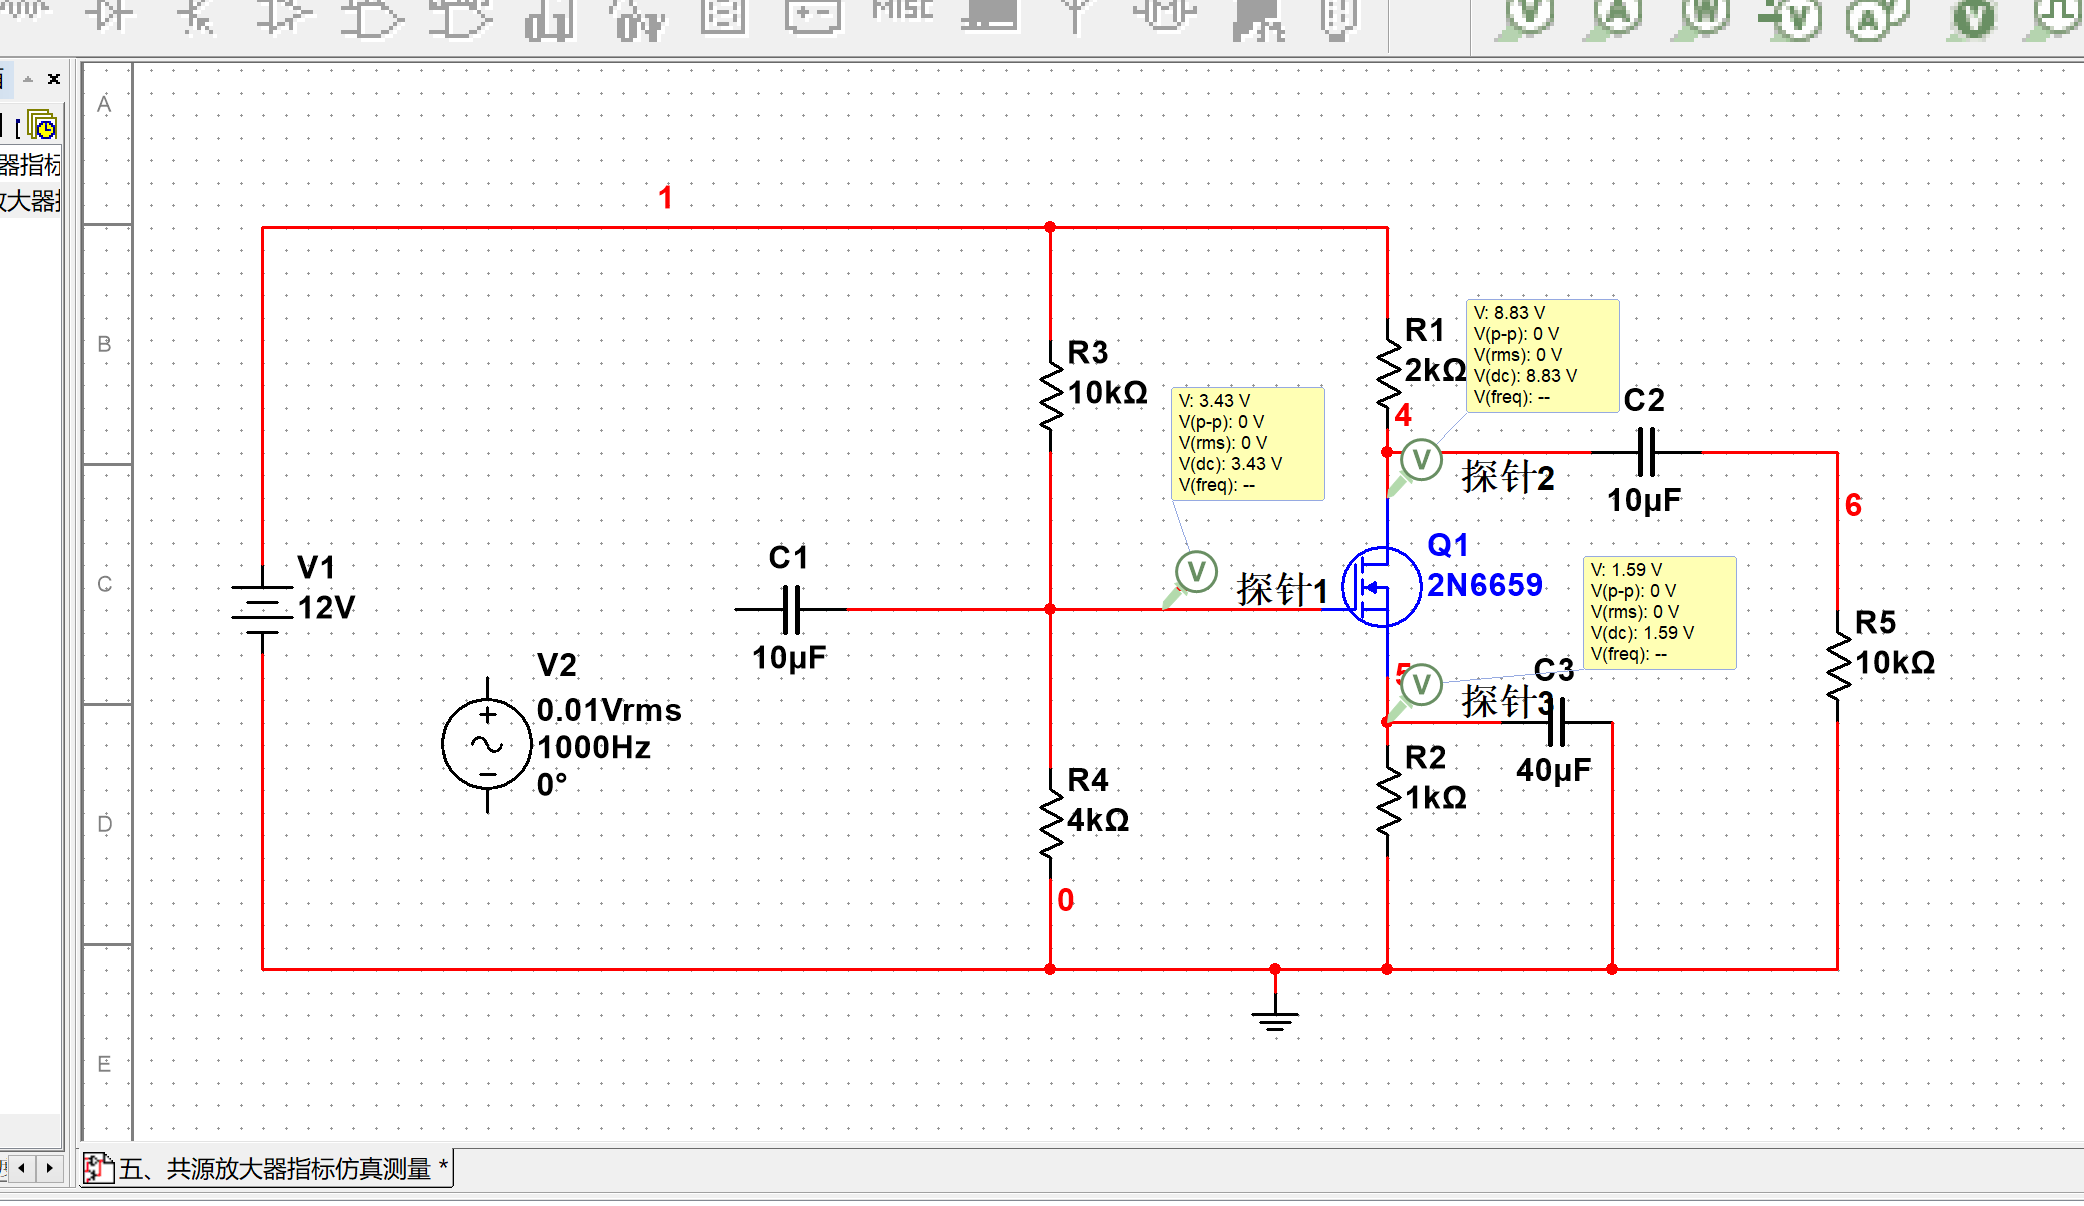 MISC
V
A
W
V
A
V
A
器指标
大器
1
B
R3
10kΩ
R1
2kΩ
4
V: 8.83 V
V(p-p): 0 V
V(rms): 0 V
V(dc): 8.83 V
V(freq): --
C2
10µF
V: 3.43 V
V(p-p): 0 V
V(rms): 0 V
V(dc): 3.43 V
V(freq): --
V
探针2
6
C
V1
12V
C1
10µF
V
探针1
Q1
2N6659
V: 1.59 V
V(p-p): 0 V
V(rms): 0 V
V(dc): 1.59 V
V(freq): --
R5
10kΩ
V2
0.01Vrms
1000Hz
0°
5
V
探针3
C3
40µF
D
R4
4kΩ
R2
1kΩ
0
E
五、共源放大器指标仿真测量 *